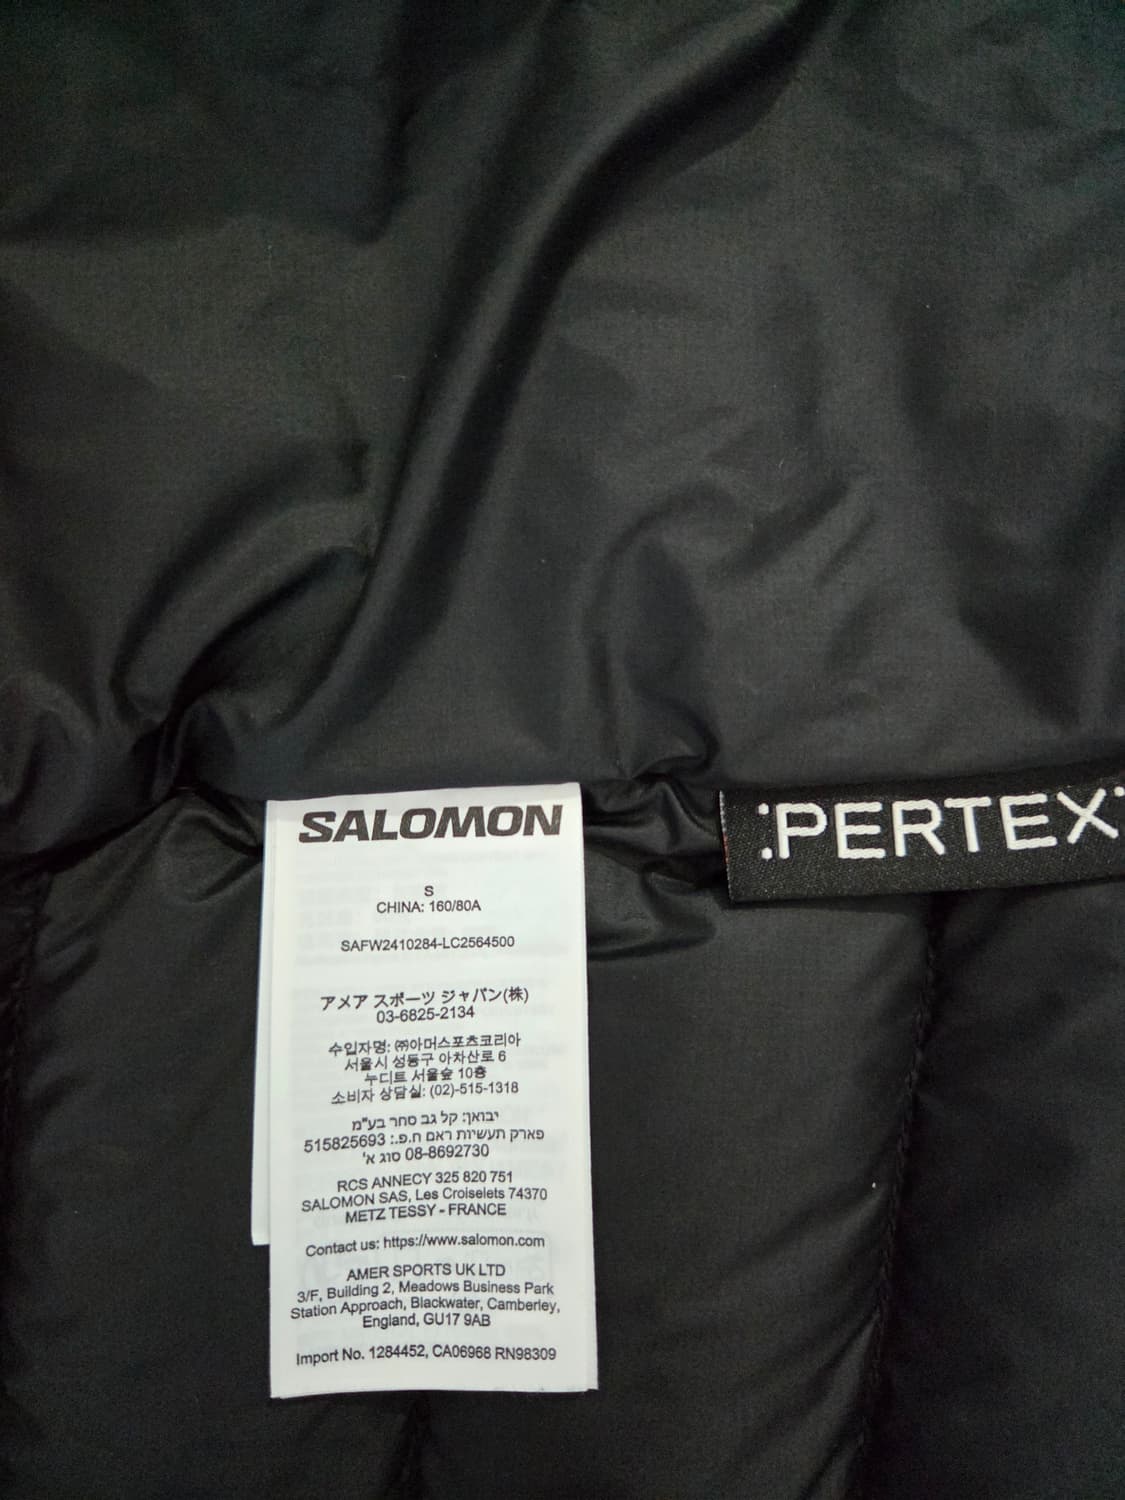 SALOMON
:PERTEX
S
CHINA: 160/80A
SAFW2410284-LC2564500
アメア スポーツ ジャパン(株)
03-6825-2134
수입자명: ㈜아머스포츠코리아
서울시 성동구 아차산로 6
누디트 서울숲 10층
소비자 상담실: (02)-515-1318
יבואן: קל גב סחר בע"מ
פארק תעשיות ראם ח.פ.: 515825693
08-8692730 סוג א'
RCS ANNECY 325 820 751
SALOMON SAS, Les Croiselets 74370
METZ TESSY - FRANCE
Contact us: https://www.salomon.com
AMER SPORTS UK LTD
3/F, Building 2, Meadows Business Park
Station Approach, Blackwater, Camberley,
England, GU17 9AB
Import No. 1284452, CA06968 RN98309